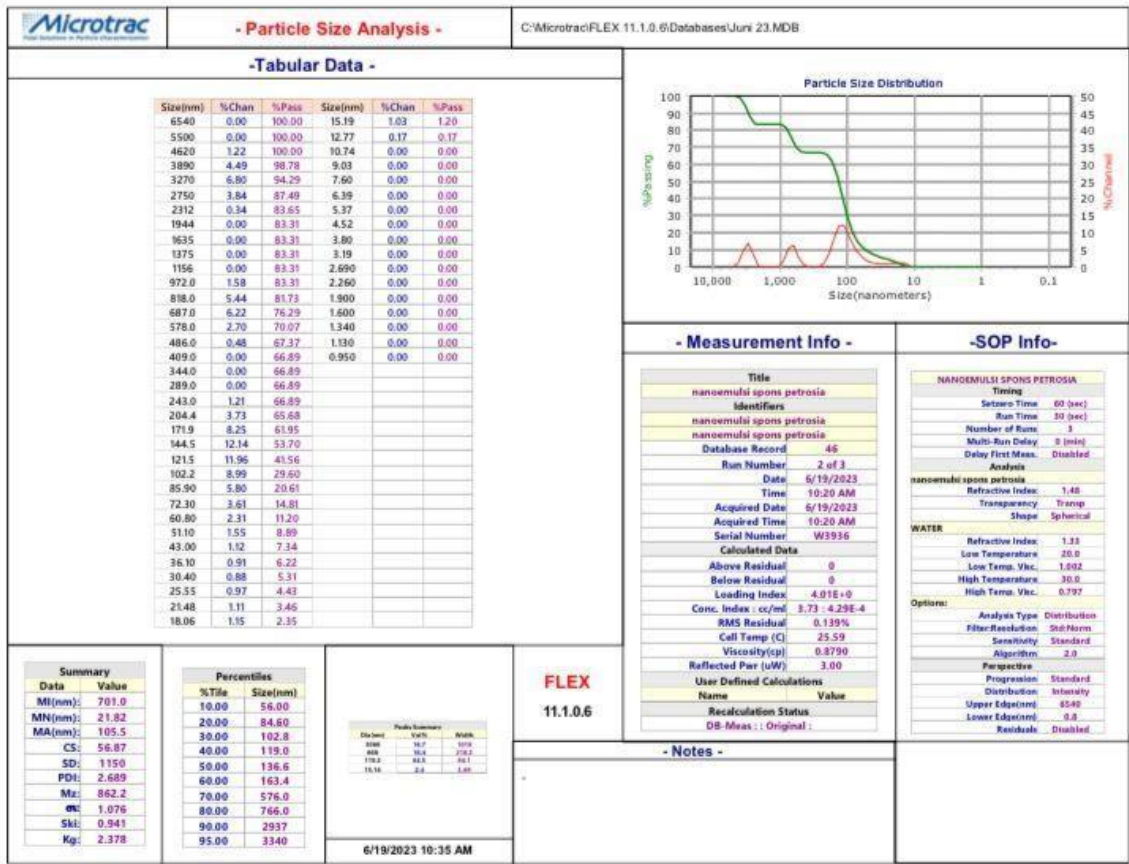 Microtrac
- Particle Size Analysis -
C:\Microtrac\FLEX 11.1.0.6\Databases\Juni 23.MDB
-Tabular Data -
Size(nm) %Chan %Pass Size(nm) %Chan %Pass
6540 0.00 100.00 15.19 1.03 1.20
5500 0.00 100.00 12.77 0.17 0.17
4620 1.22 100.00 10.74 0.00 0.00
3890 4.49 98.78 9.03 0.00 0.00
3270 6.80 94.29 7.60 0.00 0.00
2750 3.84 87.49 6.39 0.00 0.00
2312 0.34 83.65 5.37 0.00 0.00
1944 0.00 83.31 4.52 0.00 0.00
1635 0.00 83.31 3.80 0.00 0.00
1375 0.00 83.31 3.19 0.00 0.00
1156 0.00 83.31 2.690 0.00 0.00
972.0 1.58 83.31 2.260 0.00 0.00
818.0 5.44 81.73 1.900 0.00 0.00
687.0 6.22 76.29 1.600 0.00 0.00
578.0 2.70 70.07 1.340 0.00 0.00
486.0 0.48 67.37 1.130 0.00 0.00
409.0 0.00 66.89 0.950 0.00 0.00
344.0 0.00 66.89
289.0 0.00 66.89
243.0 1.21 66.89
204.4 3.73 65.68
171.9 8.25 61.95
144.5 12.14 53.70
121.5 11.96 41.56
102.2 8.99 29.60
85.90 5.80 20.61
72.30 3.61 14.81
60.80 2.31 11.20
51.10 1.55 8.89
43.00 1.12 7.34
36.10 0.91 6.22
30.40 0.88 5.31
25.55 0.97 4.43
21.48 1.11 3.46
18.06 1.15 2.35
Particle Size Distribution
%Passing
100
90
80
70
60
50
40
30
20
10
0
50
45
40
35
30
25
20
15
10
5
0
%Channel
10,000 1,000 100 10 1 0.1
Size(nanometers)
- Measurement Info -
Title
nanoemulsi spons petrosia
Identifiers
nanoemulsi spons petrosia
nanoemulsi spons petrosia
Database Record 46
Run Number 2 of 3
Date 6/19/2023
Time 10:20 AM
Acquired Date 6/19/2023
Acquired Time 10:20 AM
Serial Number W3936
Calculated Data
Above Residual 0
Below Residual 0
Loading Index 4.01E+0
Conc. Index : cc/ml 3.73 : 4.29E-4
RMS Residual 0.139%
Cell Temp (C) 25.59
Viscosity(cp) 0.8790
Reflected Pwr (uW) 3.00
User Defined Calculations
Name Value
Recalculation Status
DB-Meas : : Original :
-SOP Info-
NANOEMULSI SPONS PETROSIA
Timing
Setzero Time 60 (sec)
Run Time 30 (sec)
Number of Runs 3
Multi-Run Delay 0 (min)
Delay First Meas. Disabled
Analysis
nanoemulsi spons petrosia
Refractive Index: 1.48
Transparency Transp
Shape Spherical
WATER
Refractive Index: 1.33
Low Temperature 20.0
Low Temp. Visc. 1.002
High Temperature 30.0
High Temp. Visc. 0.797
Options:
Analysis Type Distribution
Filter:Resolution Std:Norm
Sensitivity Standard
Algorithm 2.0
Perspective
Progression Standard
Distribution Intensity
Upper Edge(nm) 6540
Lower Edge(nm) 0.8
Residuals Disabled
Summary
Data Value
MI(nm): 701.0
MN(nm): 21.82
MA(nm): 105.5
CS: 56.87
SD: 1150
PDI: 2.689
Mz: 862.2
σı: 1.076
Ski: 0.941
Kg: 2.378
Percentiles
%Tile Size(nm)
10.00 56.00
20.00 84.60
30.00 102.8
40.00 119.0
50.00 136.6
60.00 163.4
70.00 576.0
80.00 766.0
90.00 2937
95.00 3340
Peaks Summary
Dia(nm) Vol% Width
6/19/2023 10:35 AM
FLEX
11.1.0.6
- Notes -
-